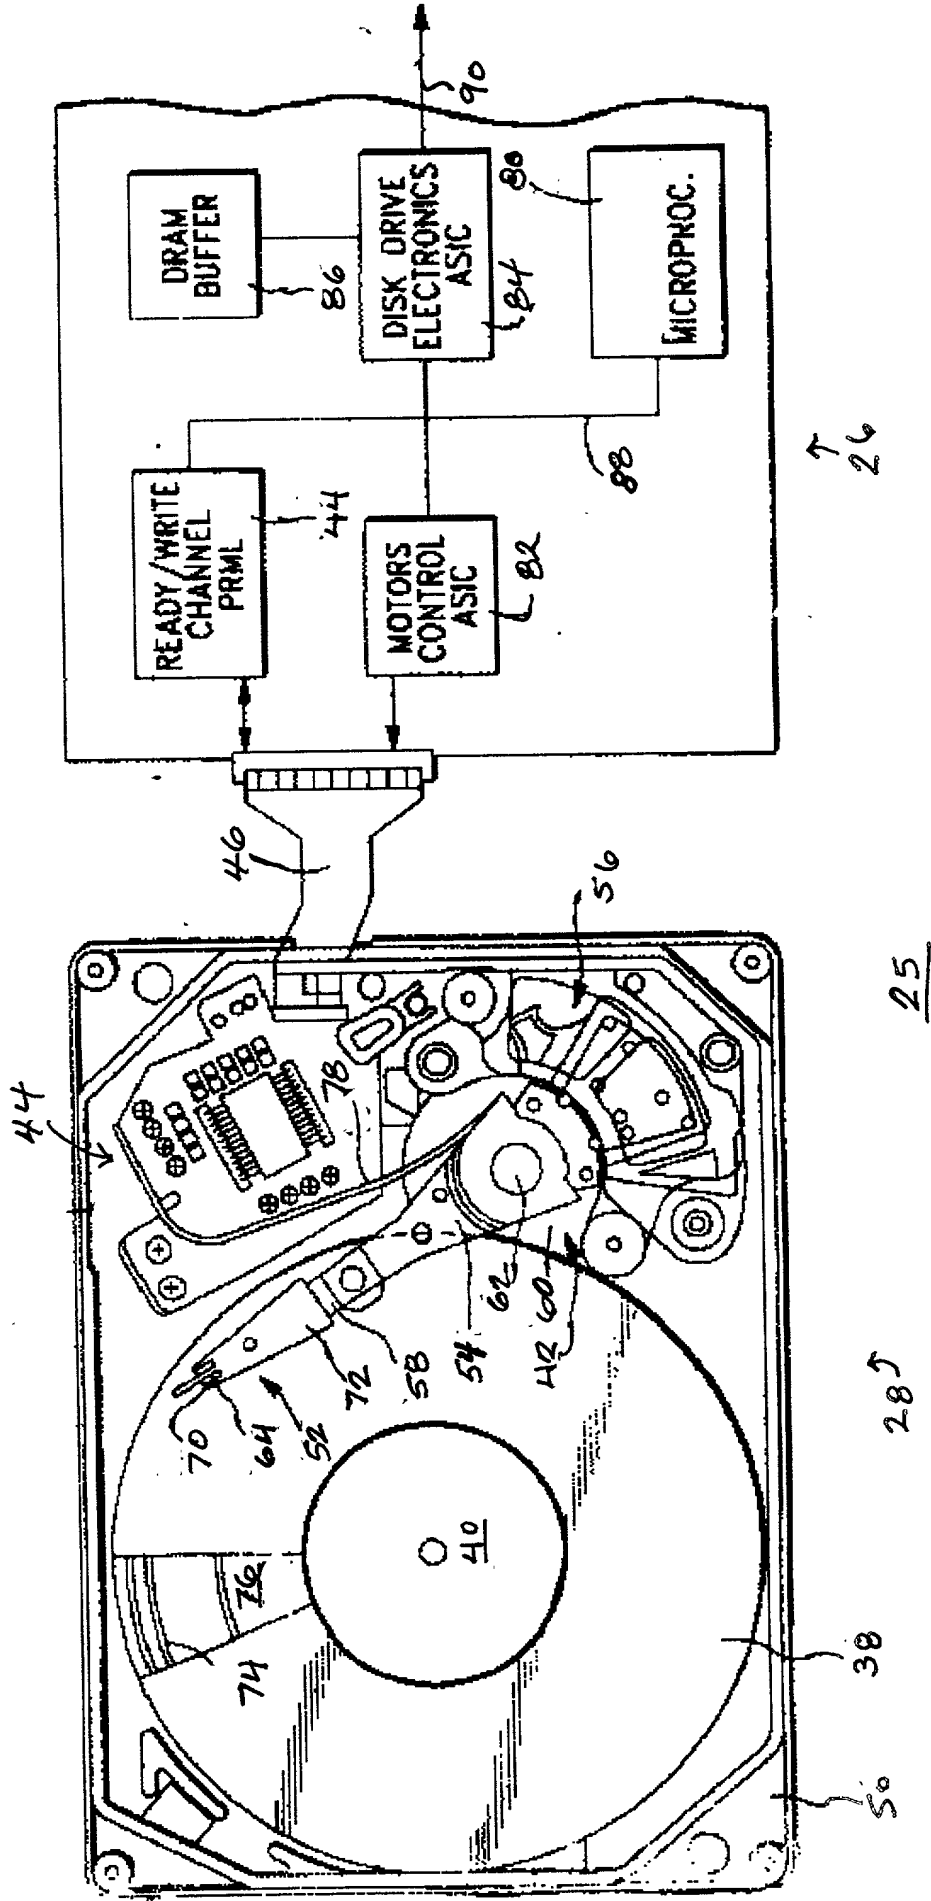 44
46
READY/WRITE
CHANNEL
PRML
44
DRAM
BUFFER
86
90
MOTORS
CONTROL
ASIC
82
DISK DRIVE
ELECTRONICS
ASIC
84
88
80
MICROPROC.
26
70
64
52
72
58
78
54
62
60
42
56
74
76
40
38
50
28
25